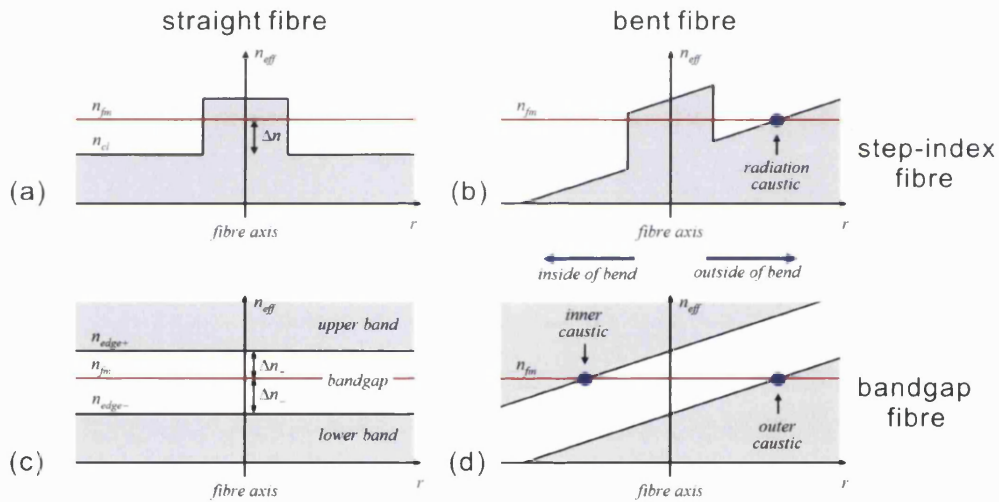 straight fibre
bent fibre
n_eff
n_fm
Δn
n_cl
(a)
fibre axis
r
n_eff
n_fm
radiation caustic
(b)
fibre axis
r
step-index fibre
inside of bend
outside of bend
n_eff
upper band
n_edge+
n_fm
Δn_-
bandgap
Δn_-
n_edge-
lower band
(c)
fibre axis
r
n_eff
inner caustic
n_fm
outer caustic
(d)
fibre axis
r
bandgap fibre